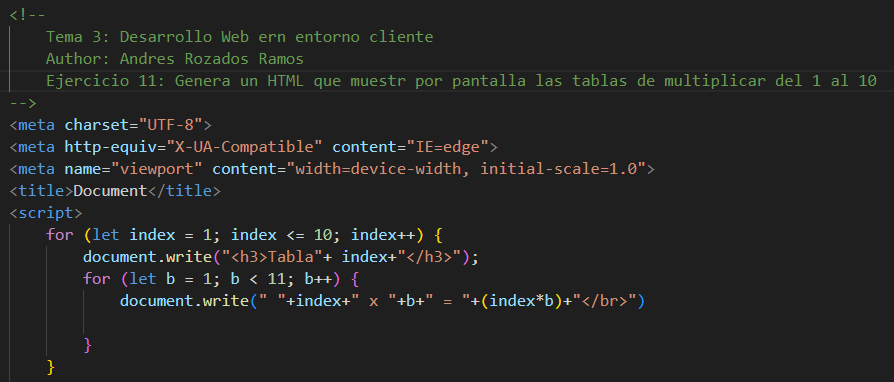 <!--
Tema 3: Desarrollo Web ern entorno cliente
Author: Andres Rozados Ramos
Ejercicio 11: Genera un HTML que muestr por pantalla las tablas de multiplicar del 1 al 10
-->
<meta charset="UTF-8">
<meta http-equiv="X-UA-Compatible" content="IE=edge">
<meta name="viewport" content="width=device-width, initial-scale=1.0">
<title>Document</title>
<script>
for (let index = 1; index <= 10; index++) {
document.write("<h3>Tabla"+ index+"</h3>");
for (let b = 1; b < 11; b++) {
document.write(" "+index+" x "+b+" = "+(index*b)+"</br>")
}
}